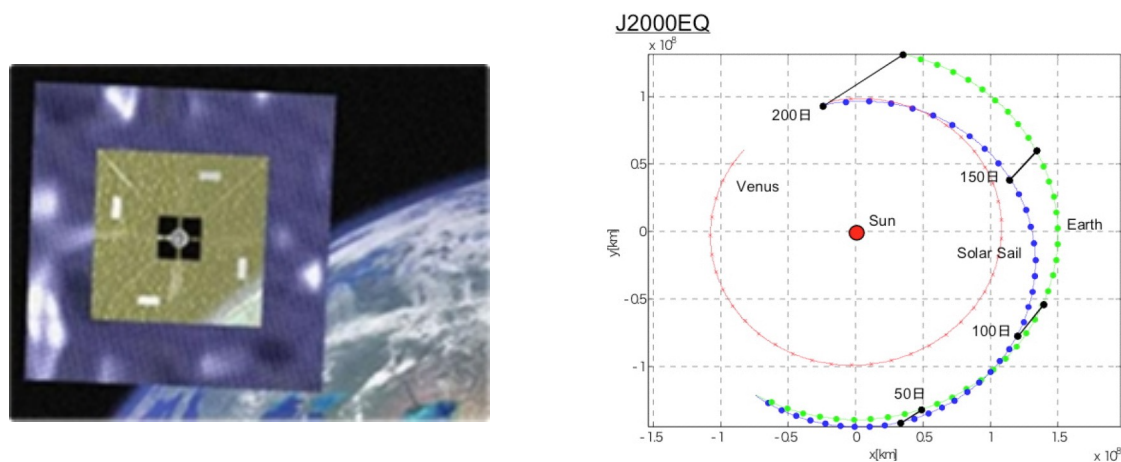 J2000EQ
x 10⁸
1
200日
0.5
150日
Venus
Sun
Earth
0
y[km]
Solar Sail
-0.5
100日
-1
50日
-1.5 -1 -0.5 0 0.5 1 1.5
x[km]
x 10⁸